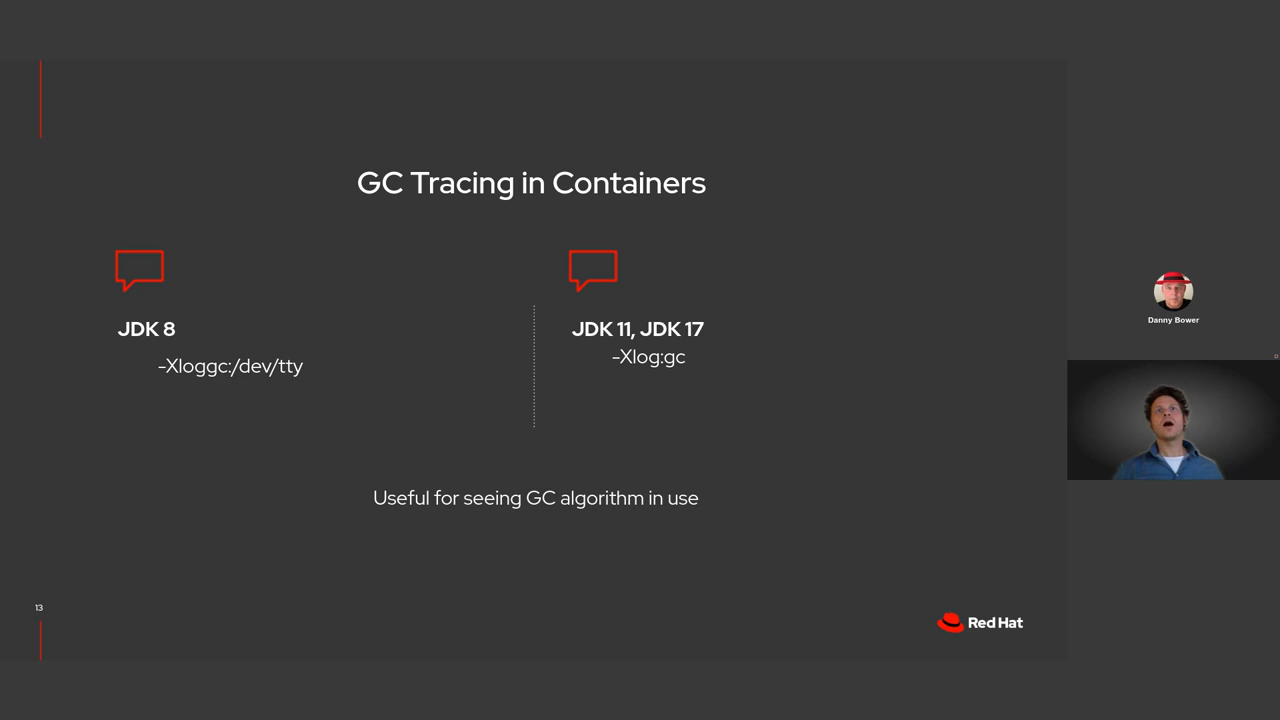 GC Tracing in Containers
JDK 8
-Xloggc:/dev/tty
JDK 11, JDK 17
-Xlog:gc
Useful for seeing GC algorithm in use
13
Red Hat
Danny Bower